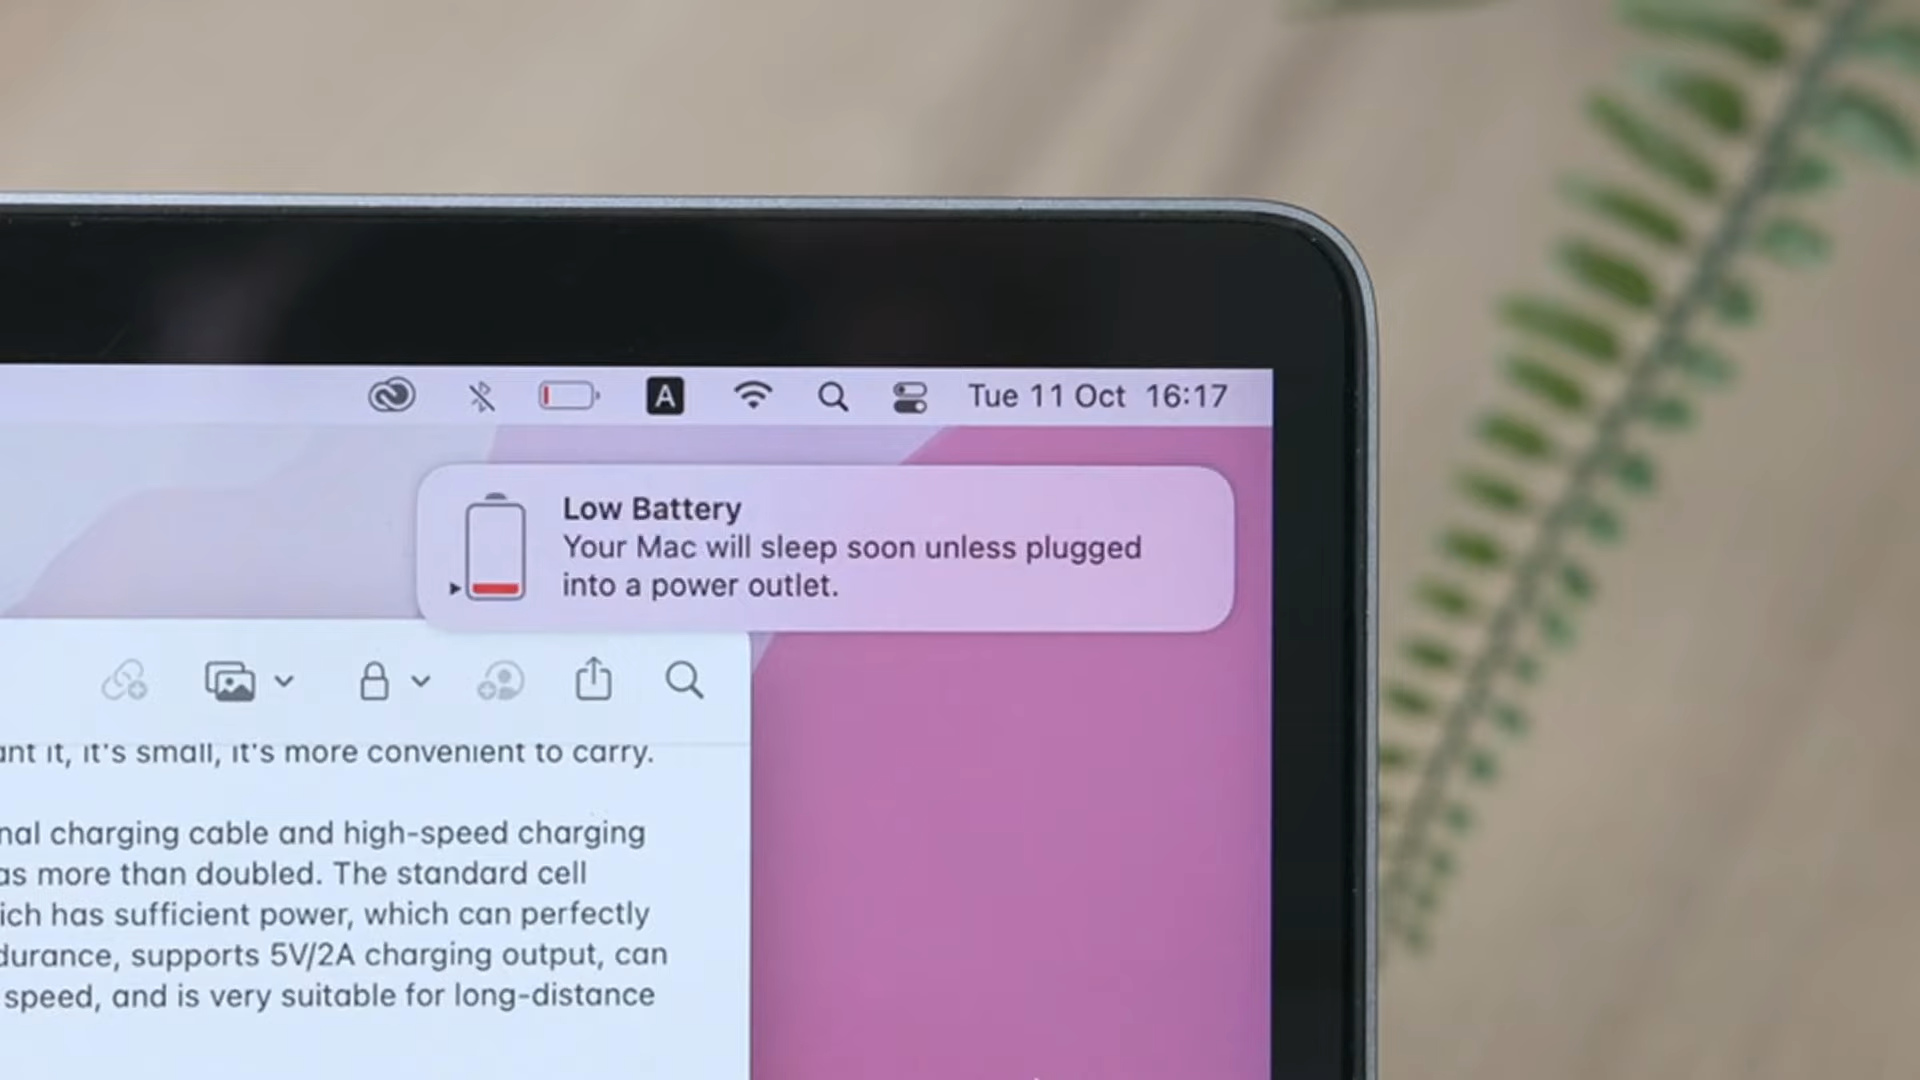 A
Tue 11 Oct 16:17
Low Battery
Your Mac will sleep soon unless plugged
into a power outlet.
it, it's small, it's more convenient to carry.
charging cable and high-speed charging
more than doubled. The standard cell
has sufficient power, which can perfectly
supports 5V/2A charging output, can
speed, and is very suitable for long-distance